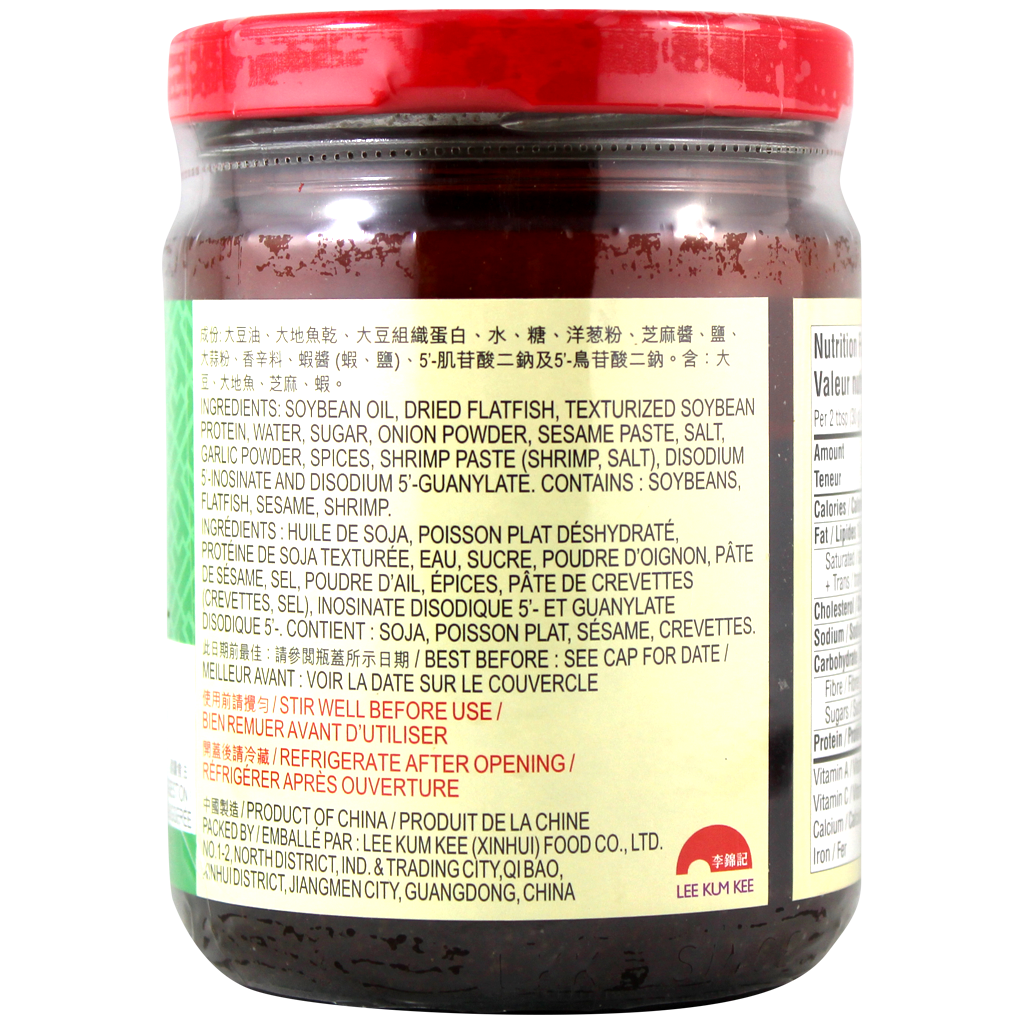 成份: 大豆油、大地魚乾、大豆組織蛋白、水、糖、洋葱粉、芝麻醬、鹽、
大蒜粉、香辛料、蝦醬 (蝦、鹽)、5'-肌苷酸二鈉及5'-鳥苷酸二鈉。含：大
豆、大地魚、芝麻、蝦。
INGREDIENTS: SOYBEAN OIL, DRIED FLATFISH, TEXTURIZED SOYBEAN
PROTEIN, WATER, SUGAR, ONION POWDER, SESAME PASTE, SALT,
GARLIC POWDER, SPICES, SHRIMP PASTE (SHRIMP, SALT), DISODIUM
5'-INOSINATE AND DISODIUM 5'-GUANYLATE. CONTAINS : SOYBEANS,
FLATFISH, SESAME, SHRIMP.
INGRÉDIENTS : HUILE DE SOJA, POISSON PLAT DÉSHYDRATÉ,
PROTÉINE DE SOJA TEXTURÉE, EAU, SUCRE, POUDRE D'OIGNON, PÂTE
DE SÉSAME, SEL, POUDRE D'AIL, ÉPICES, PÂTE DE CREVETTES
(CREVETTES, SEL), INOSINATE DISODIQUE 5'- ET GUANYLATE
DISODIQUE 5'-. CONTIENT : SOJA, POISSON PLAT, SÉSAME, CREVETTES.
此日期前最佳：請參閱瓶蓋所示日期 / BEST BEFORE : SEE CAP FOR DATE /
MEILLEUR AVANT : VOIR LA DATE SUR LE COUVERCLE
使用前請攪勻 / STIR WELL BEFORE USE /
BIEN REMUER AVANT D'UTILISER
開蓋後請冷藏 / REFRIGERATE AFTER OPENING /
RÉFRIGÉRER APRÈS OUVERTURE
中國製造 / PRODUCT OF CHINA / PRODUIT DE LA CHINE
PACKED BY / EMBALLÉ PAR : LEE KUM KEE (XINHUI) FOOD CO., LTD.
NO.1-2, NORTH DISTRICT, IND. & TRADING CITY, QI BAO,
XINHUI DISTRICT, JIANGMEN CITY, GUANGDONG, CHINA
李錦記
LEE KUM KEE
Nutrition
Valeur
Per 2 tbsp
Amount
Teneur
Calories /
Fat / Lipides
Saturated
+ Trans
Cholesterol /
Sodium /
Carbohydrate
Fibre /
Sugars /
Protein /
Vitamin A /
Vitamin C /
Calcium /
Iron / Fer